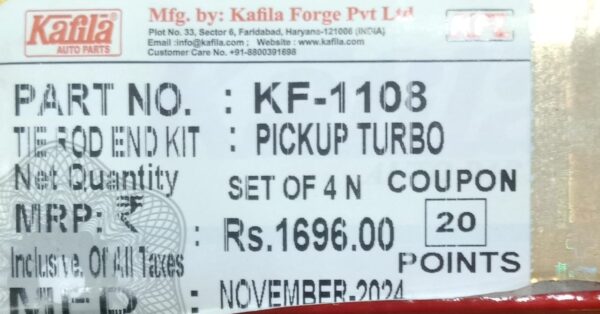 Kafila
AUTO PARTS
Mfg. by: Kafila Forge Pvt Ltd
Plot No. 33, Sector 6, Faridabad, Haryana-121006 (INDIA)
Email :info@kafila.com ; Website : www.kafila.com
Customer Care No. +91-8800391698
PART NO. : KF-1108
TIE ROD END KIT : PICKUP TURBO
Net Quantity SET OF 4 N COUPON
MRP: ₹ : Rs.1696.00 20
Inclusive. Of All Taxes POINTS
MFD : NOVEMBER-2024